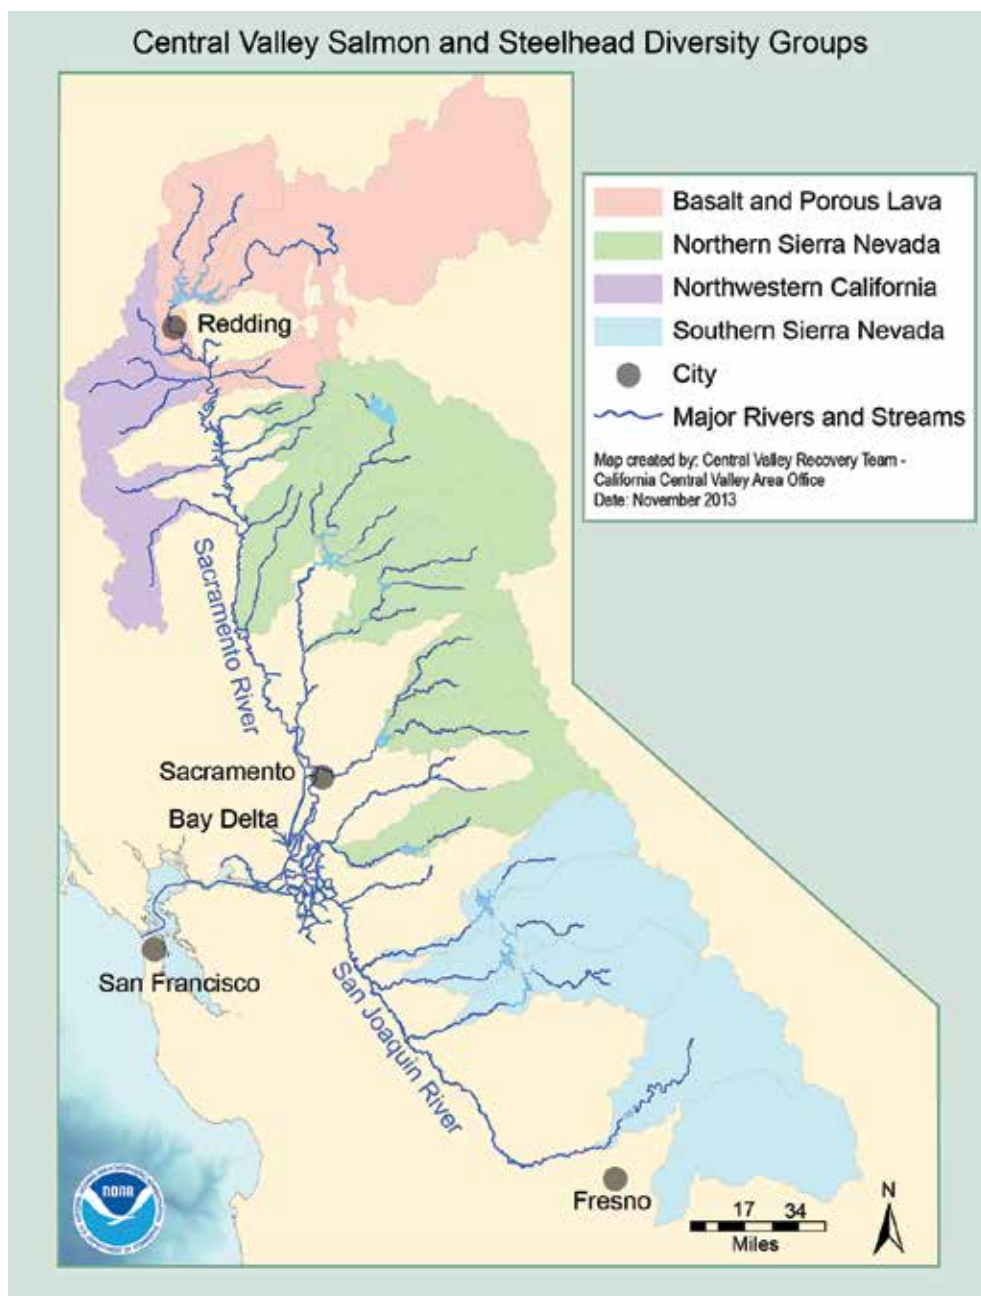 Central Valley Salmon and Steelhead Diversity Groups
Basalt and Porous Lava
Northern Sierra Nevada
Northwestern California
Southern Sierra Nevada
City
Major Rivers and Streams
Map created by: Central Valley Recovery Team -
California Central Valley Area Office
Date: November 2013
Redding
Sacramento River
Sacramento
Bay Delta
San Francisco
San Joaquin River
Fresno
N
17 34
Miles
NOAA